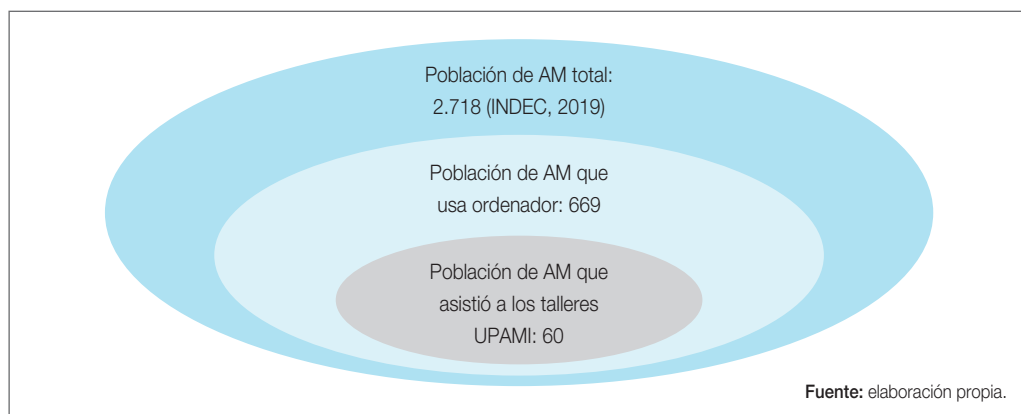 Población de AM total:
2.718 (INDEC, 2019)
Población de AM que
usa ordenador: 669
Población de AM que
asistió a los talleres
UPAMI: 60
Fuente: elaboración propia.